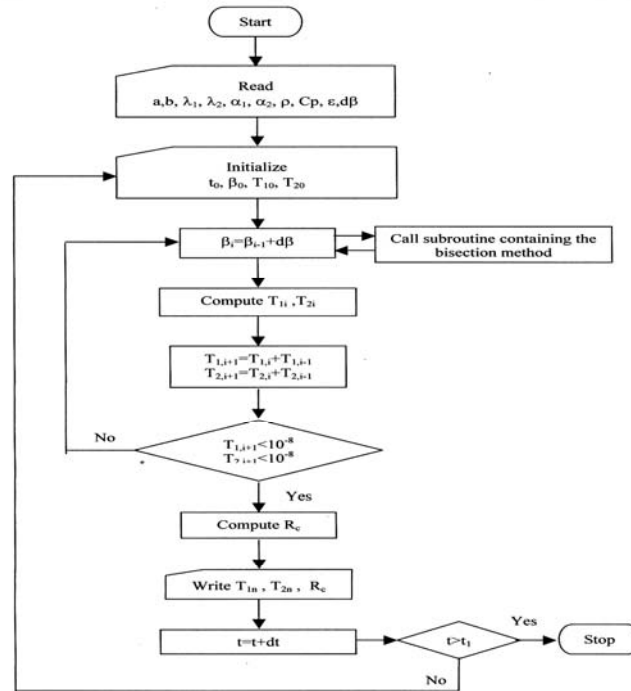 Start
Read
a,b, λ₁, λ₂, α₁, α₂, ρ, Cp, ε,dβ
Initialize
t₀, β₀, T₁₀, T₂₀
βᵢ=βᵢ₋₁+dβ
Call subroutine containing the
bisection method
Compute T₁ᵢ ,T₂ᵢ
T₁,ᵢ₊₁=T₁,ᵢ+T₁,ᵢ₋₁
T₂,ᵢ₊₁=T₂,ᵢ+T₂,ᵢ₋₁
No
T₁,ᵢ₊₁<10⁻⁸
T₂,ᵢ₊₁<10⁻⁸
Yes
Compute R꜀
Write T₁ₙ , T₂ₙ , R꜀
t=t+dt
t>t₁
Yes
Stop
No